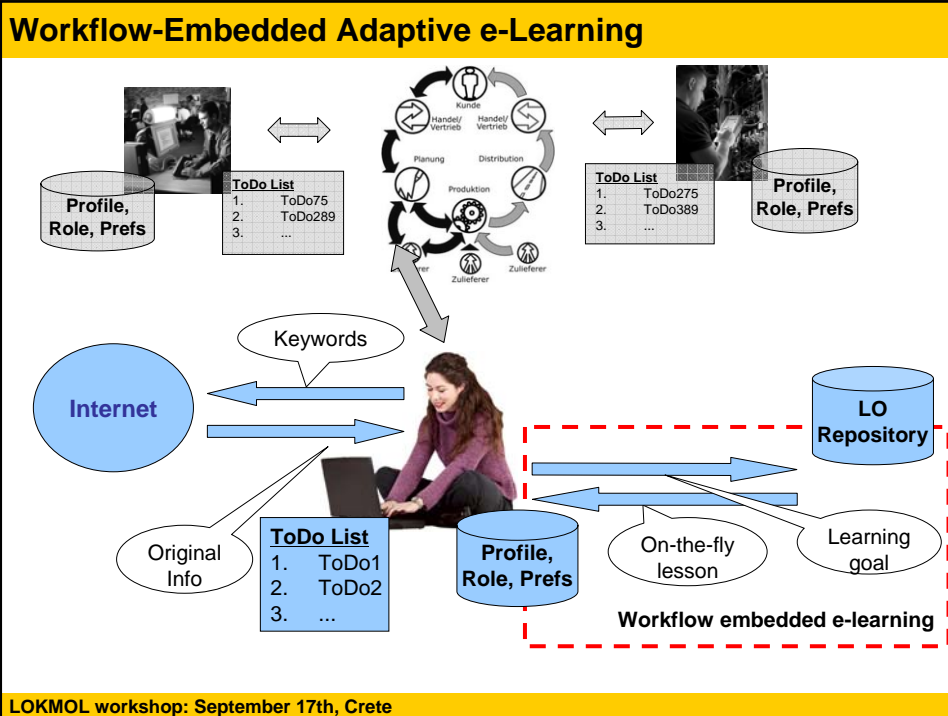 Workflow-Embedded Adaptive e-Learning
Kunde
Handel/
Vertrieb
Handel/
Vertrieb
Planung
Distribution
Produktion
Zulieferer
Zulieferer
Profile,
Role, Prefs
ToDo List
1. ToDo75
2. ToDo289
3. ...
ToDo List
1. ToDo275
2. ToDo389
3. ...
Profile,
Role, Prefs
Keywords
Internet
LO
Repository
Original
Info
ToDo List
1. ToDo1
2. ToDo2
3. ...
Profile,
Role, Prefs
On-the-fly
lesson
Learning
goal
Workflow embedded e-learning
LOKMOL workshop: September 17th, Crete